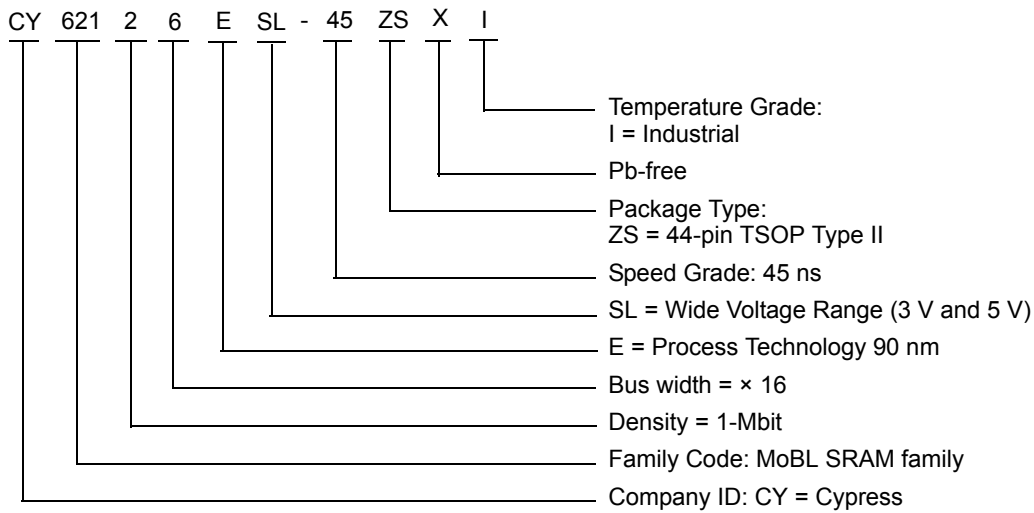 CY 621 2 6 E SL - 45 ZS X I
Temperature Grade:
I = Industrial
Pb-free
Package Type:
ZS = 44-pin TSOP Type II
Speed Grade: 45 ns
SL = Wide Voltage Range (3 V and 5 V)
E = Process Technology 90 nm
Bus width = × 16
Density = 1-Mbit
Family Code: MoBL SRAM family
Company ID: CY = Cypress